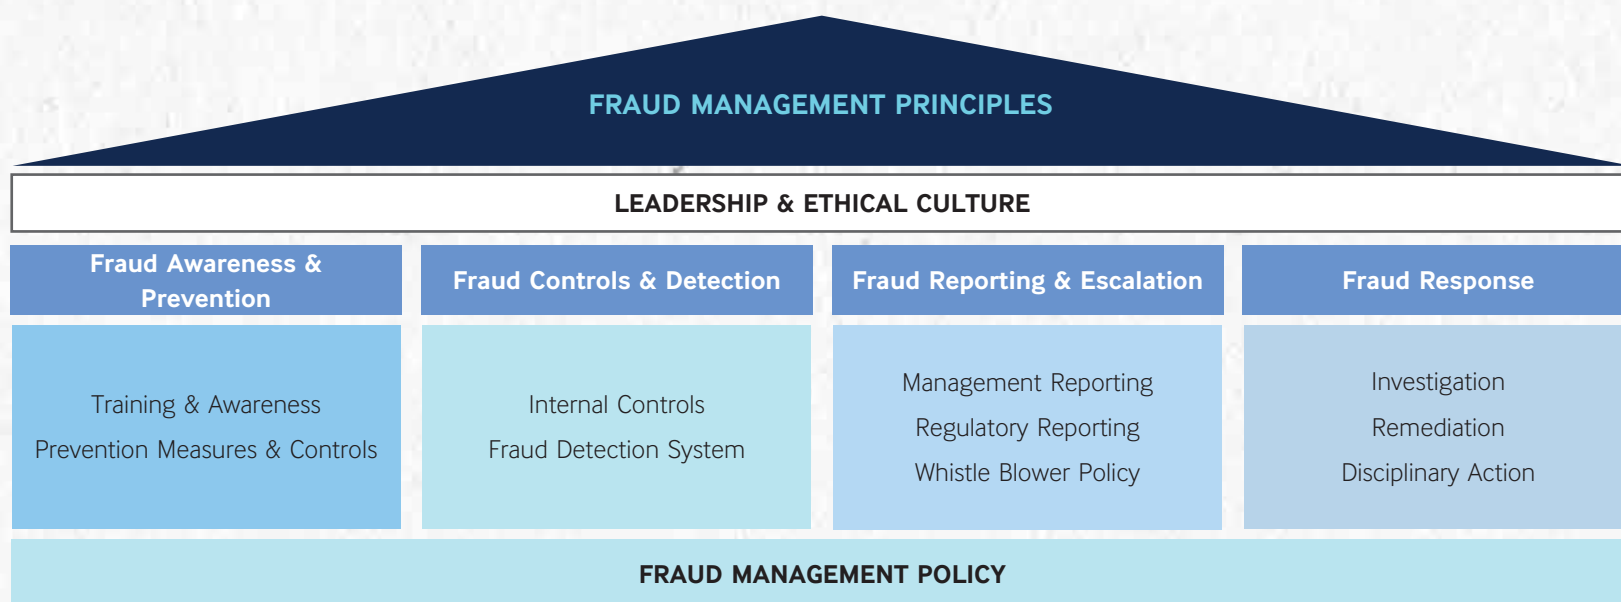 FRAUD MANAGEMENT PRINCIPLES
LEADERSHIP & ETHICAL CULTURE
Fraud Awareness &
Prevention
Training & Awareness
Prevention Measures & Controls
Fraud Controls & Detection
Internal Controls
Fraud Detection System
Fraud Reporting & Escalation
Management Reporting
Regulatory Reporting
Whistle Blower Policy
Fraud Response
Investigation
Remediation
Disciplinary Action
FRAUD MANAGEMENT POLICY